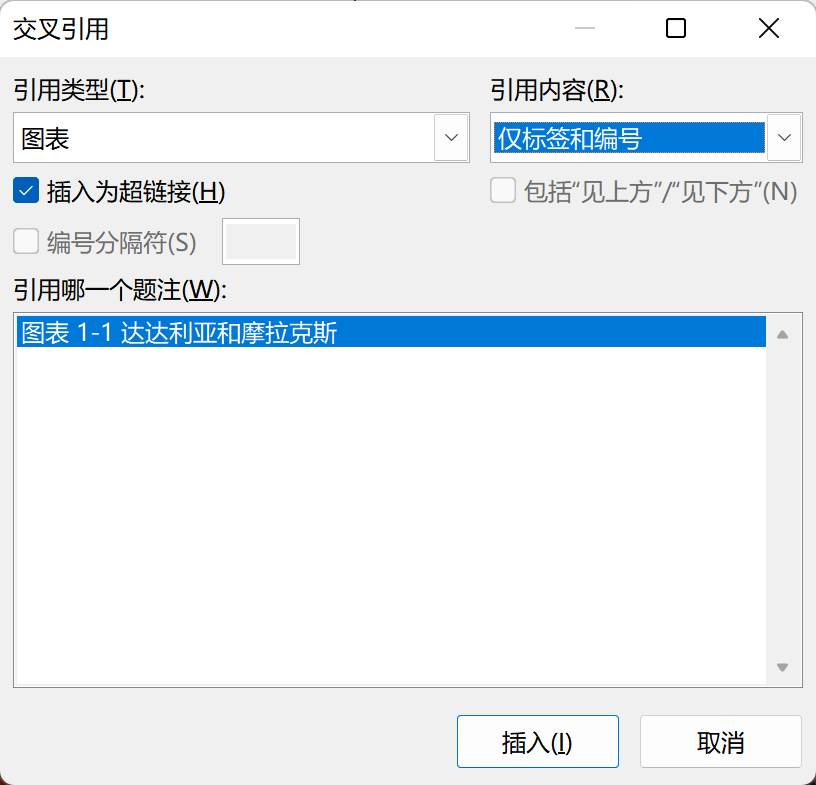 交叉引用
引用类型(T):
引用内容(R):
图表
仅标签和编号
插入为超链接(H)
包括“见上方”/“见下方”(N)
编号分隔符(S)
引用哪一个题注(W):
图表 1-1 达达利亚和摩拉克斯
插入(I)
取消